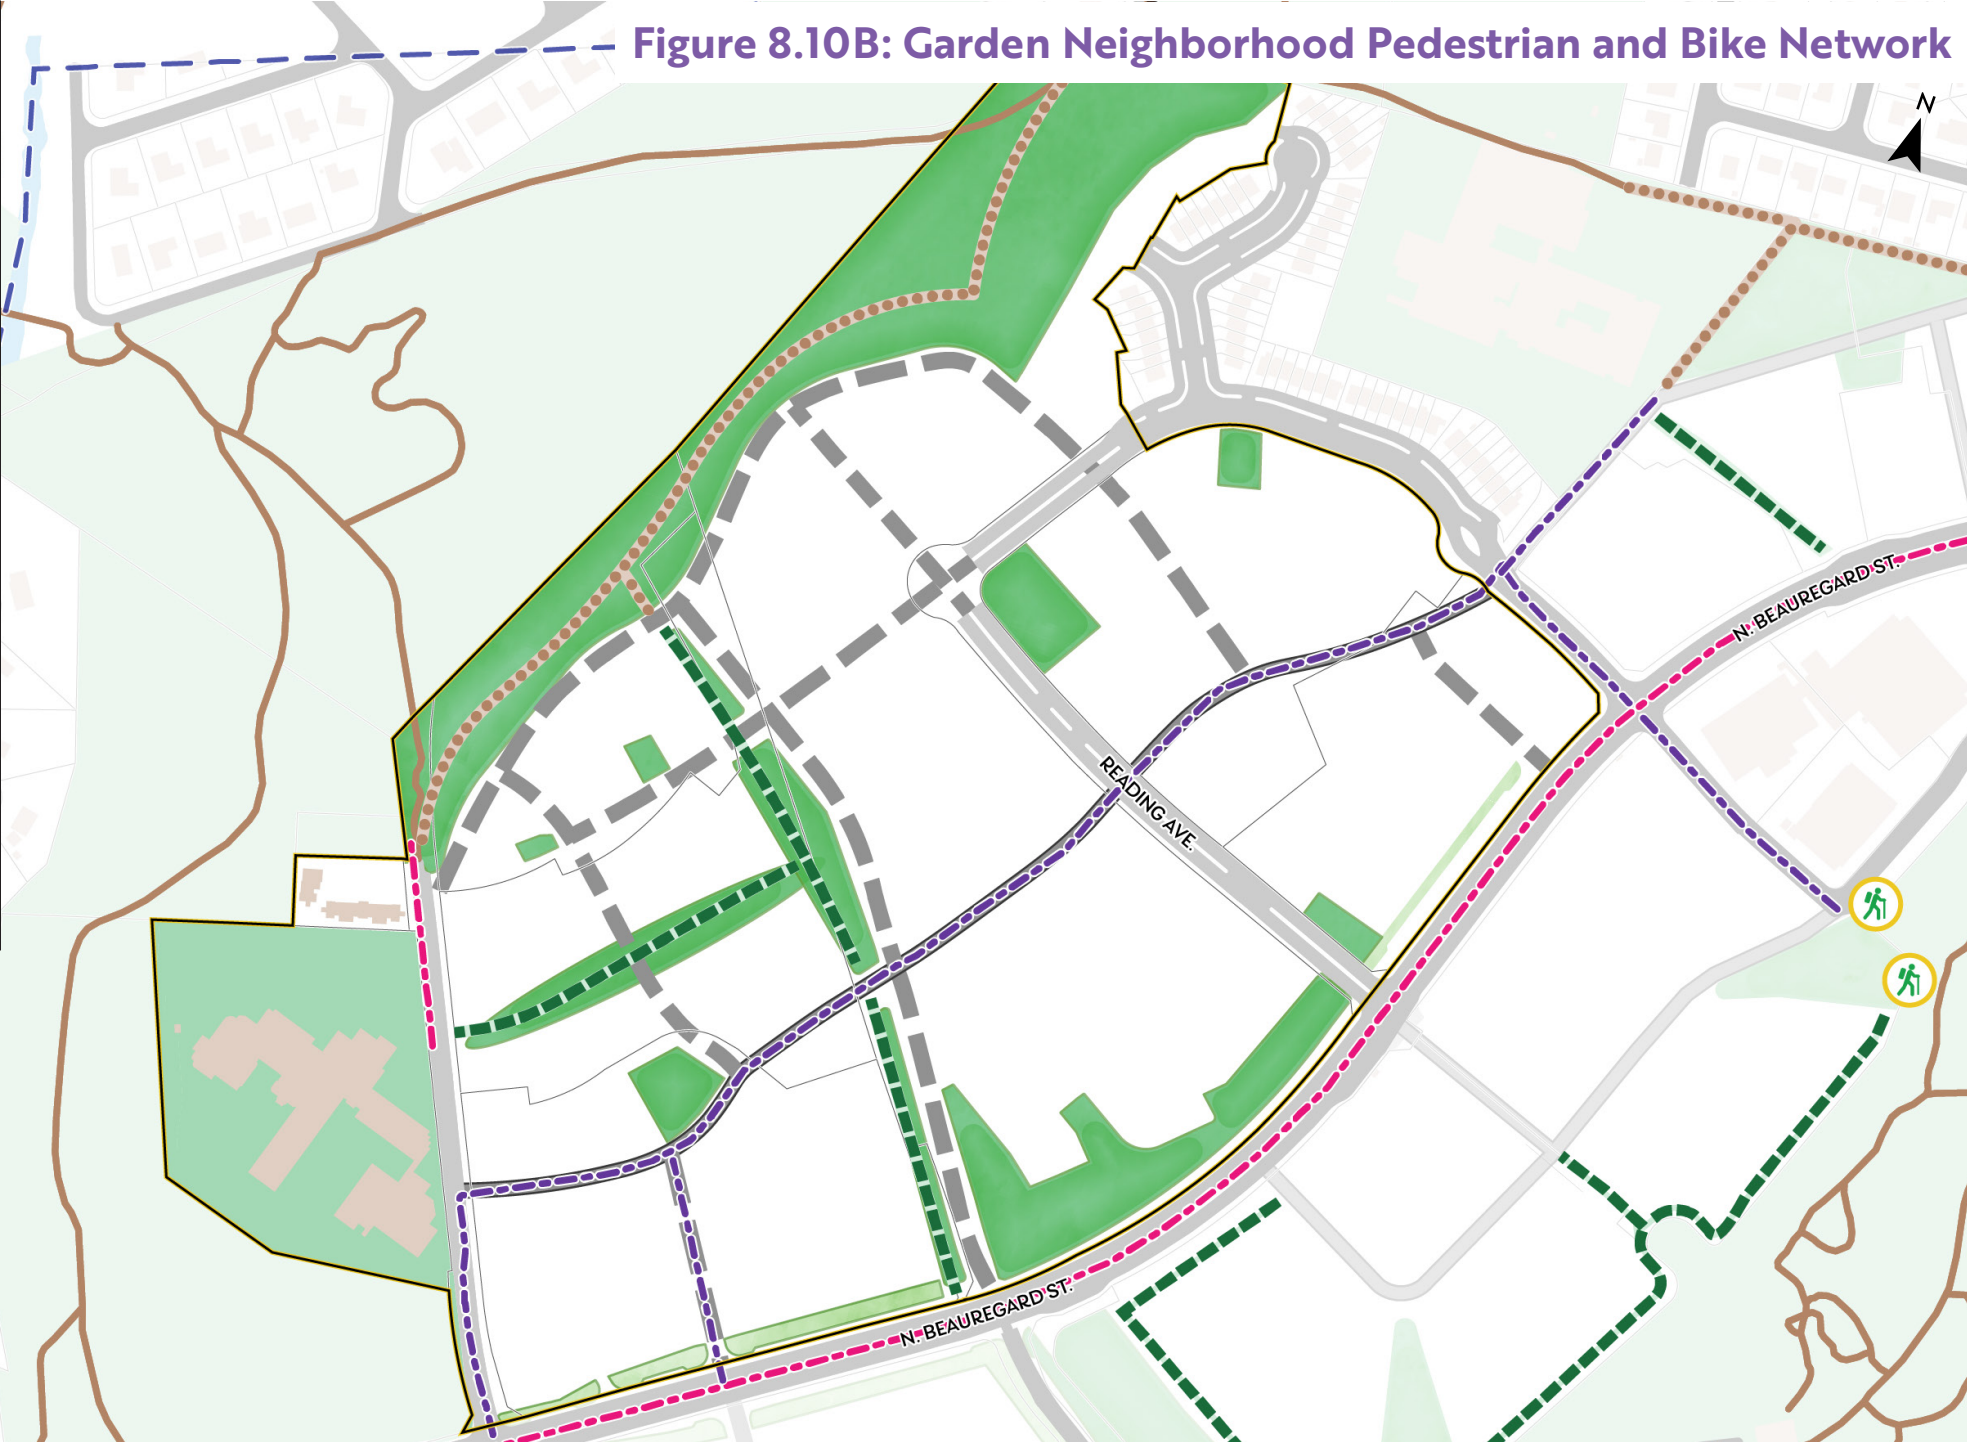 Figure 8.10B: Garden Neighborhood Pedestrian and Bike Network
N
N. BEAUREGARD ST.
READING AVE.
N. BEAUREGARD ST.